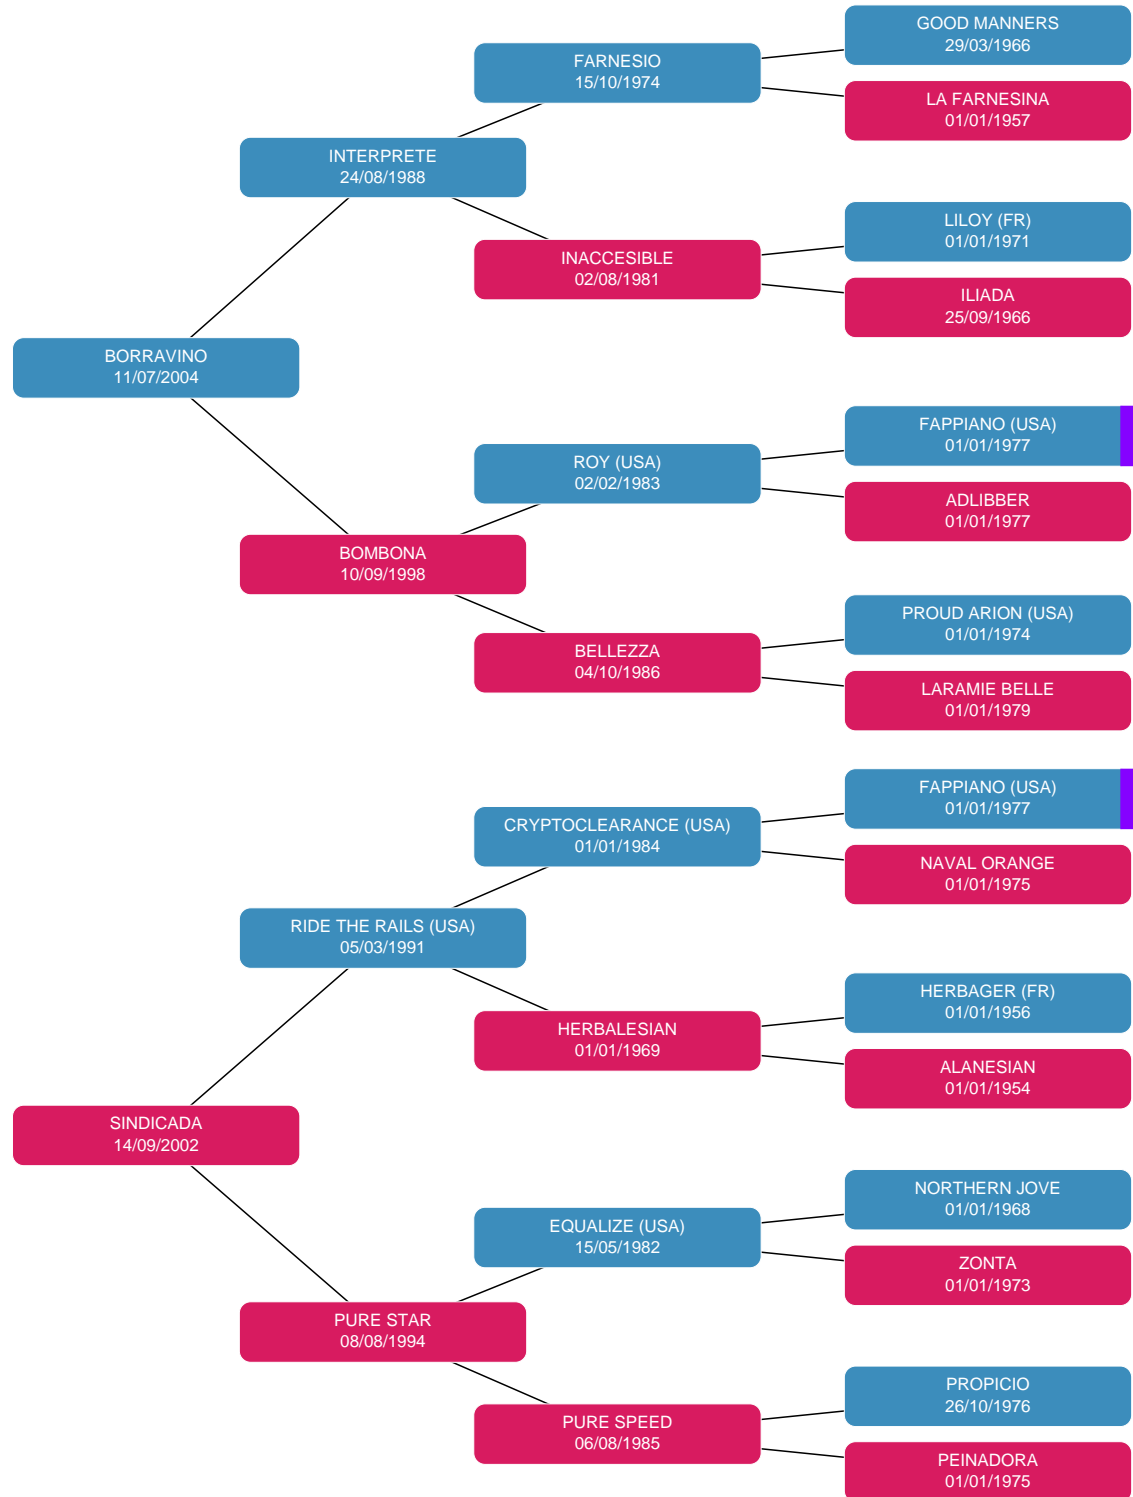 GOOD MANNERS
29/03/1966
FARNESIO
15/10/1974
LA FARNESINA
01/01/1957
INTERPRETE
24/08/1988
LILOY (FR)
01/01/1971
INACCESIBLE
02/08/1981
ILIADA
25/09/1966
BORRAVINO
11/07/2004
FAPPIANO (USA)
01/01/1977
ROY (USA)
02/02/1983
ADLIBBER
01/01/1977
BOMBONA
10/09/1998
PROUD ARION (USA)
01/01/1974
BELLEZZA
04/10/1986
LARAMIE BELLE
01/01/1979
FAPPIANO (USA)
01/01/1977
CRYPTOCLEARANCE (USA)
01/01/1984
NAVAL ORANGE
01/01/1975
RIDE THE RAILS (USA)
05/03/1991
HERBAGER (FR)
01/01/1956
HERBALESIAN
01/01/1969
ALANESIAN
01/01/1954
SINDICADA
14/09/2002
NORTHERN JOVE
01/01/1968
EQUALIZE (USA)
15/05/1982
ZONTA
01/01/1973
PURE STAR
08/08/1994
PROPICIO
26/10/1976
PURE SPEED
06/08/1985
PEINADORA
01/01/1975